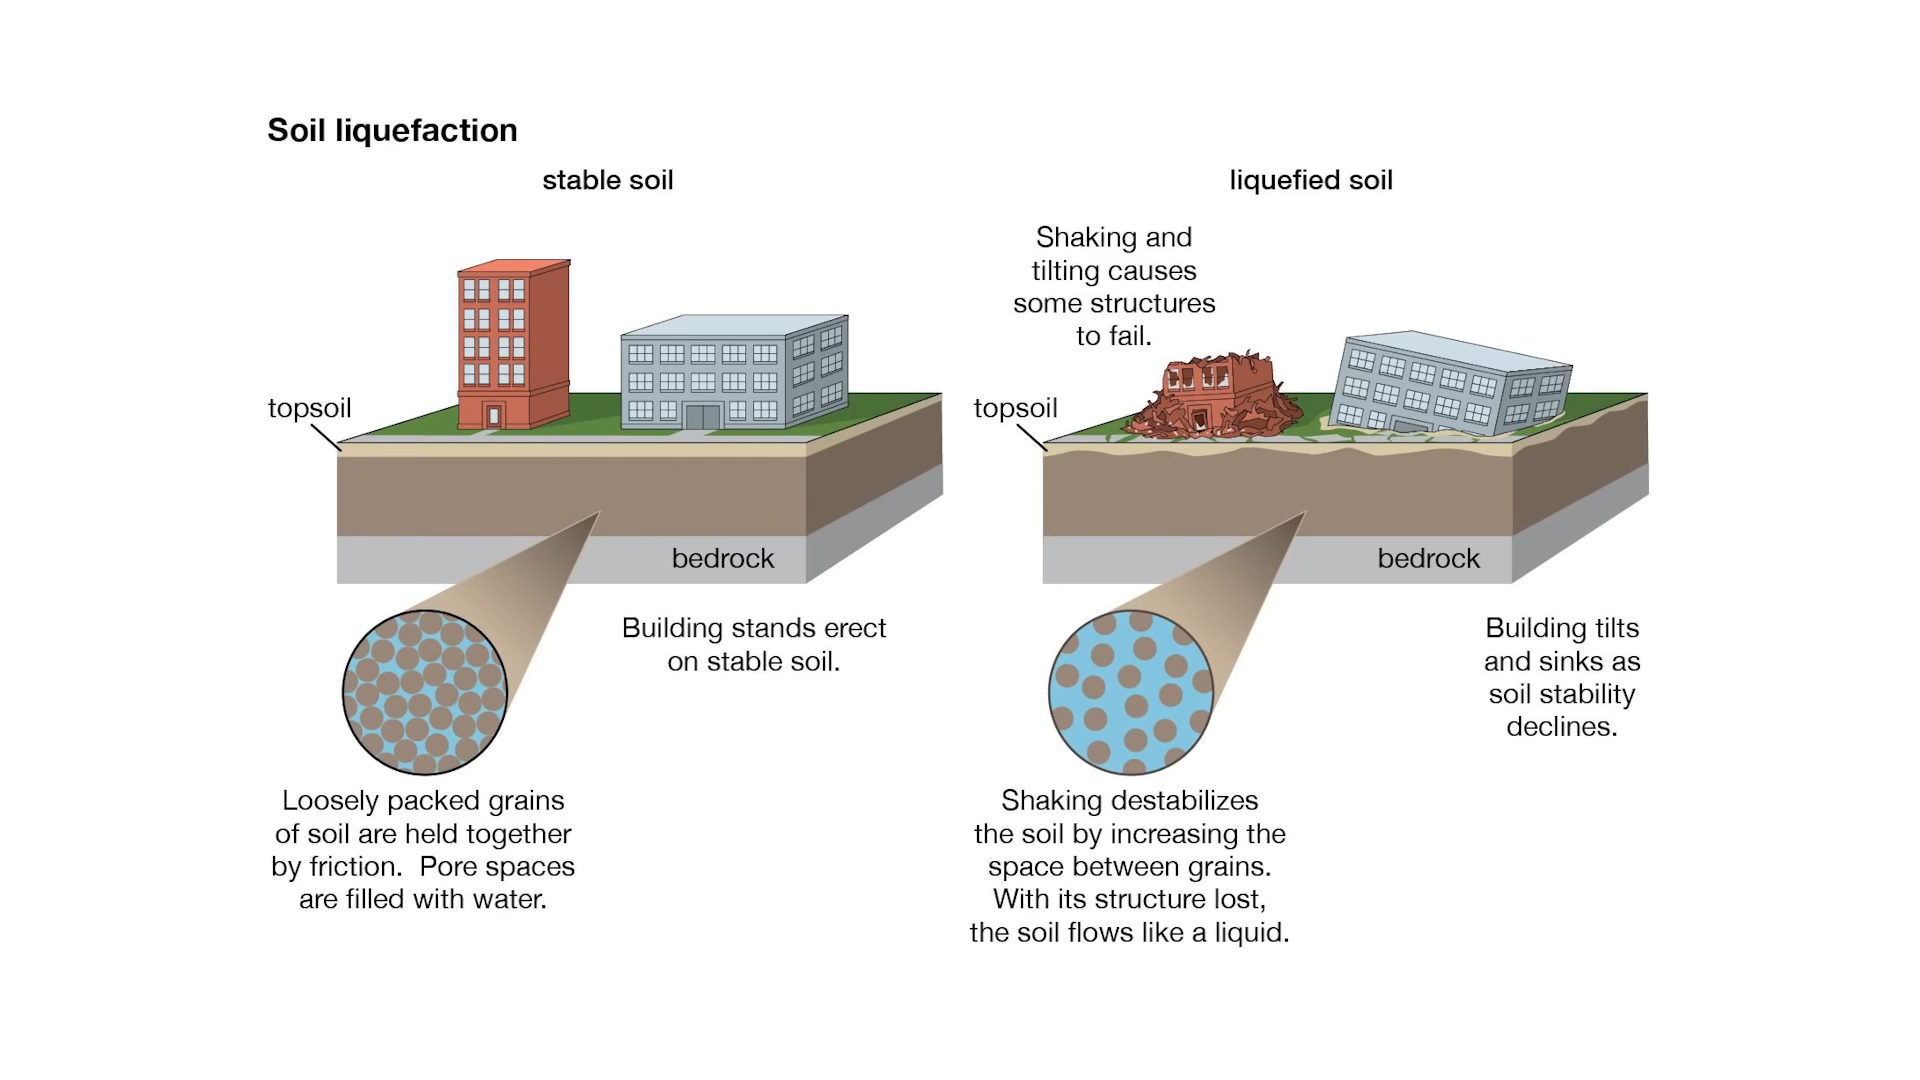 Soil liquefaction
stable soil
topsoil
bedrock
Building stands erect
on stable soil.
Loosely packed grains
of soil are held together
by friction.  Pore spaces
are filled with water.
liquefied soil
Shaking and
tilting causes
some structures
to fail.
topsoil
bedrock
Building tilts
and sinks as
soil stability
declines.
Shaking destabilizes
the soil by increasing the
space between grains.
With its structure lost,
the soil flows like a liquid.